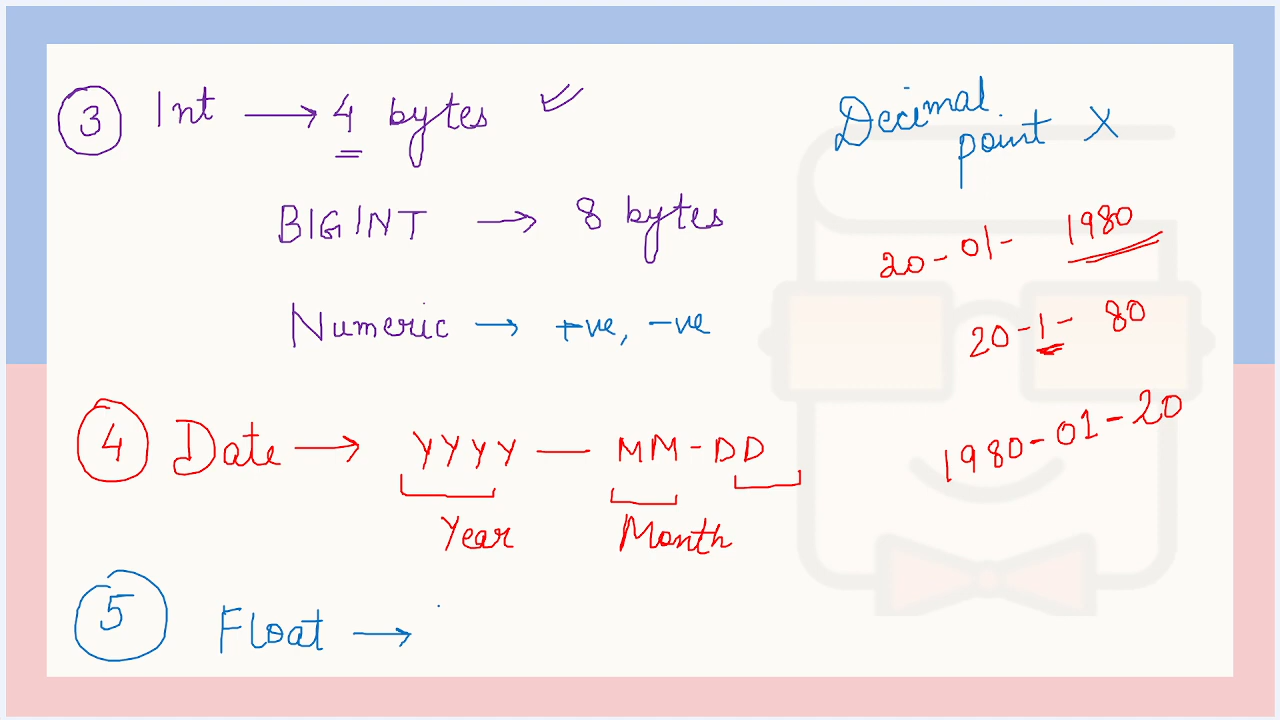 3 Int → 4 bytes
BIGINT → 8 bytes
Numeric → +ve, -ve
Decimal
point X
20-01- 1980
20-1- 80
1980-01-20
4 Date → YYYY — MM-DD
Year Month
5 Float →